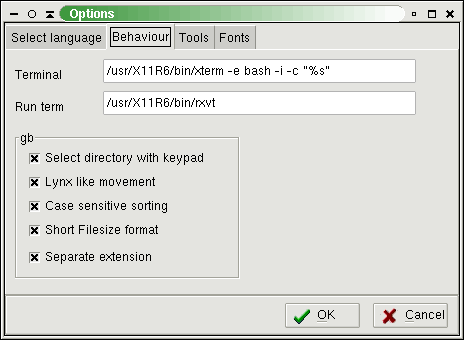 Options
Select language Behaviour Tools Fonts
Terminal /usr/X11R6/bin/xterm -e bash -i -c "%s"
Run term /usr/X11R6/bin/rxvt
gb
Select directory with keypad
Lynx like movement
Case sensitive sorting
Short Filesize format
Separate extension
OK Cancel